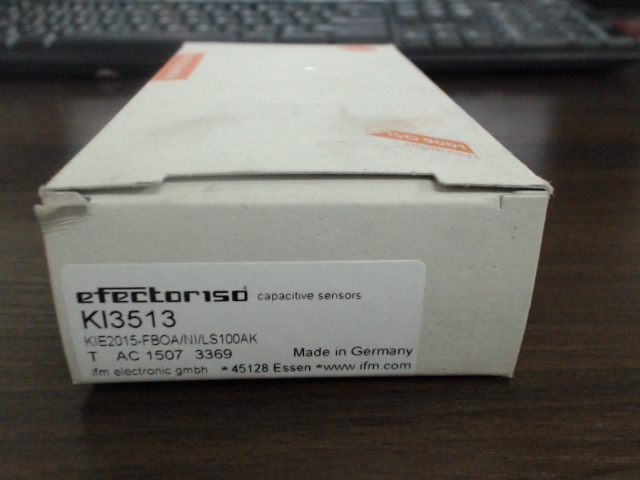 ISO 9001
efector150 capacitive sensors
KI3513
KIE2015-FBOA/NI/LS100AK
T AC 1507 3369 Made in Germany
ifm electronic gmbh * 45128 Essen * www.ifm.com